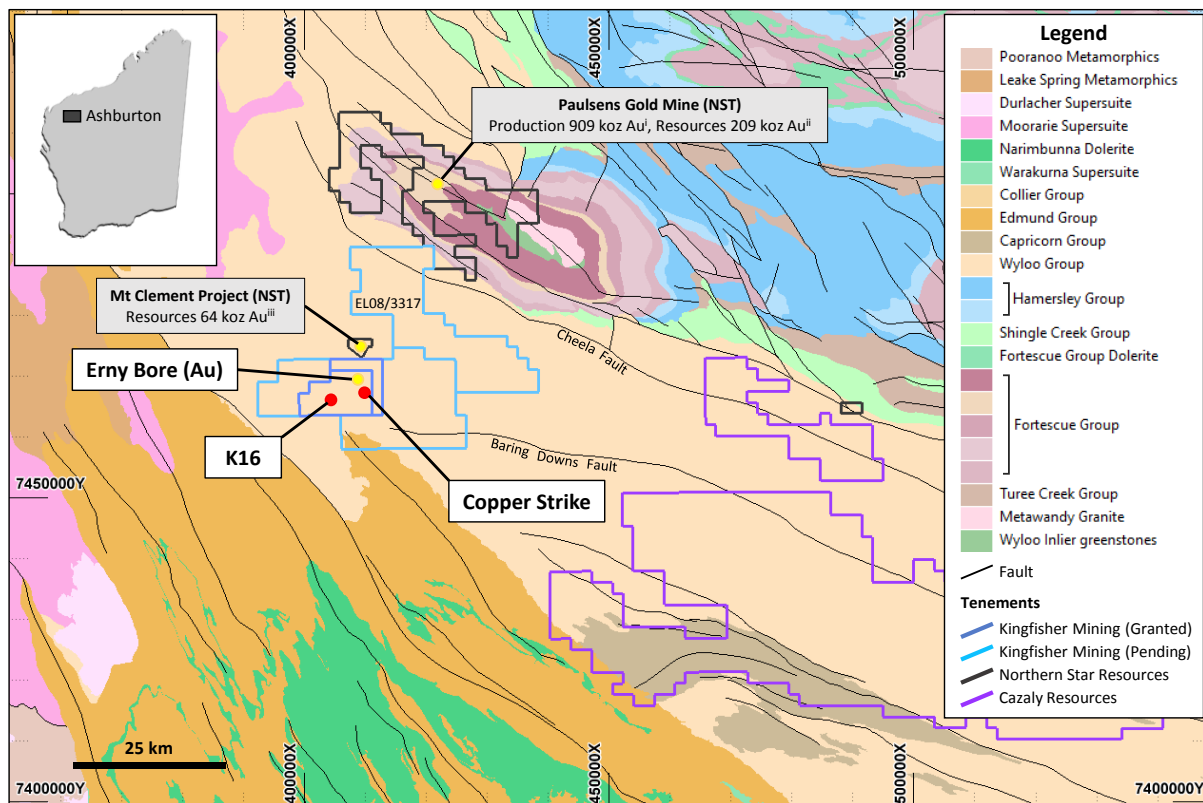 Ashburton
400000X
450000X
500000X
Paulsens Gold Mine (NST)
Production 909 koz Auⁱ, Resources 209 koz Auⁱⁱ
EL08/3317
Mt Clement Project (NST)
Resources 64 koz Auⁱⁱⁱ
Cheela Fault
Erny Bore (Au)
K16
Baring Downs Fault
Copper Strike
7450000Y
25 km
7400000Y
400000X
450000X
500000X
7400000Y
Legend
Pooranoo Metamorphics
Leake Spring Metamorphics
Durlacher Supersuite
Moorarie Supersuite
Narimbunna Dolerite
Warakurna Supersuite
Collier Group
Edmund Group
Capricorn Group
Wyloo Group
Hamersley Group
Shingle Creek Group
Fortescue Group Dolerite
Fortescue Group
Turee Creek Group
Metawandy Granite
Wyloo Inlier greenstones
Fault
Tenements
Kingfisher Mining (Granted)
Kingfisher Mining (Pending)
Northern Star Resources
Cazaly Resources